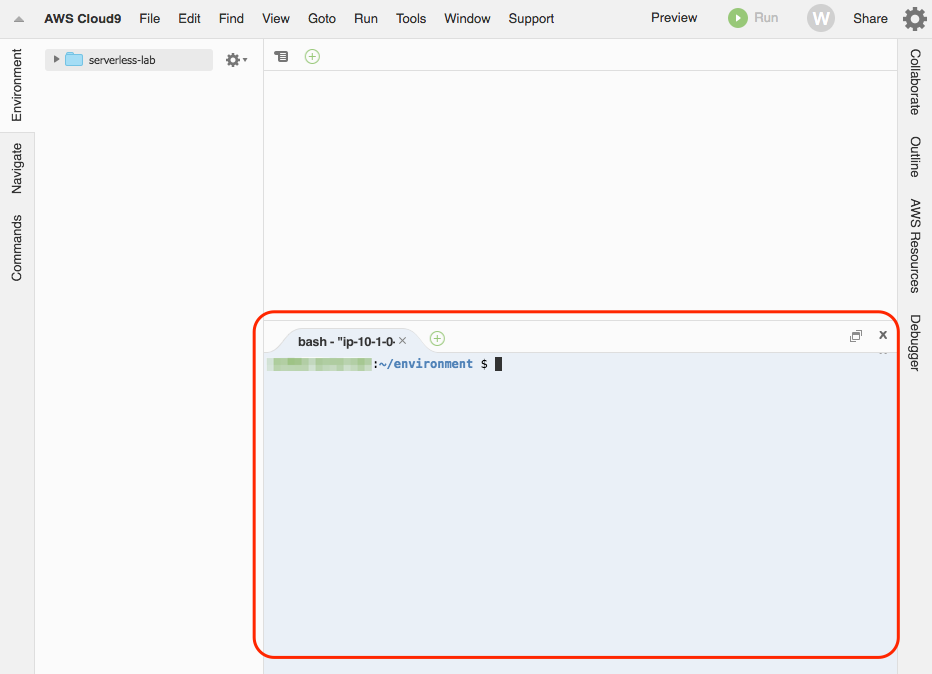 AWS Cloud9 File Edit Find View Goto Run Tools Window Support Preview Run W Share
Environment
Navigate
Commands
serverless-lab
bash - "ip-10-1-0-
:~/environment $
Collaborate
Outline
AWS Resources
Debugger